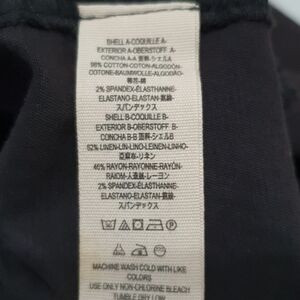 SHELL A-COQUILLE A-
EXTERIOR A-OBERSTOFF A-
CONCHA A-A 面料-シェルA
98% COTTON-COTON-ALGODÓN-
COTONE-BAUMWOLLE-ALGODÃO-
棉花-綿
2% SPANDEX-ÉLASTHANNE-
ELASTANO-ELASTAN-氨纶-
スパンデックス
SHELL B-COQUILLE B-
EXTERIOR B-OBERSTOFF B-
CONCHA B-B 面料-シェルB
52% LINEN-LIN-LINO-LEINEN-LINHO-
亞麻布-リネン
46% RAYON-RAYONNE-RAYÓN-
RAIOM-人造絲-レーヨン
2% SPANDEX-ÉLASTHANNE-
ELASTANO-ELASTAN-氨纶-
スパンデックス
MACHINE WASH COLD WITH LIKE
COLORS
USE ONLY NON-CHLORINE BLEACH
TUMBLE DRY LOW